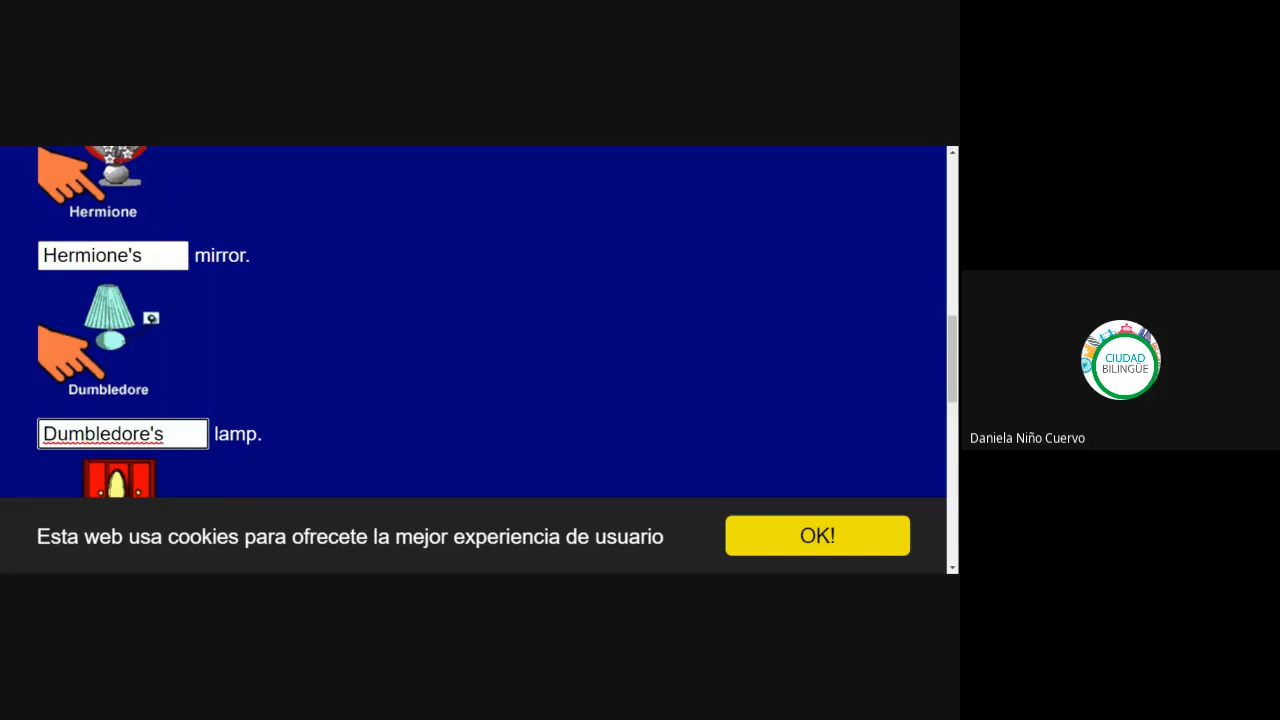 Hermione
Hermione's mirror.
Dumbledore
Dumbledore's lamp.
Esta web usa cookies para ofrecete la mejor experiencia de usuario
OK!
CIUDAD
BILINGÜE
Daniela Niño Cuervo